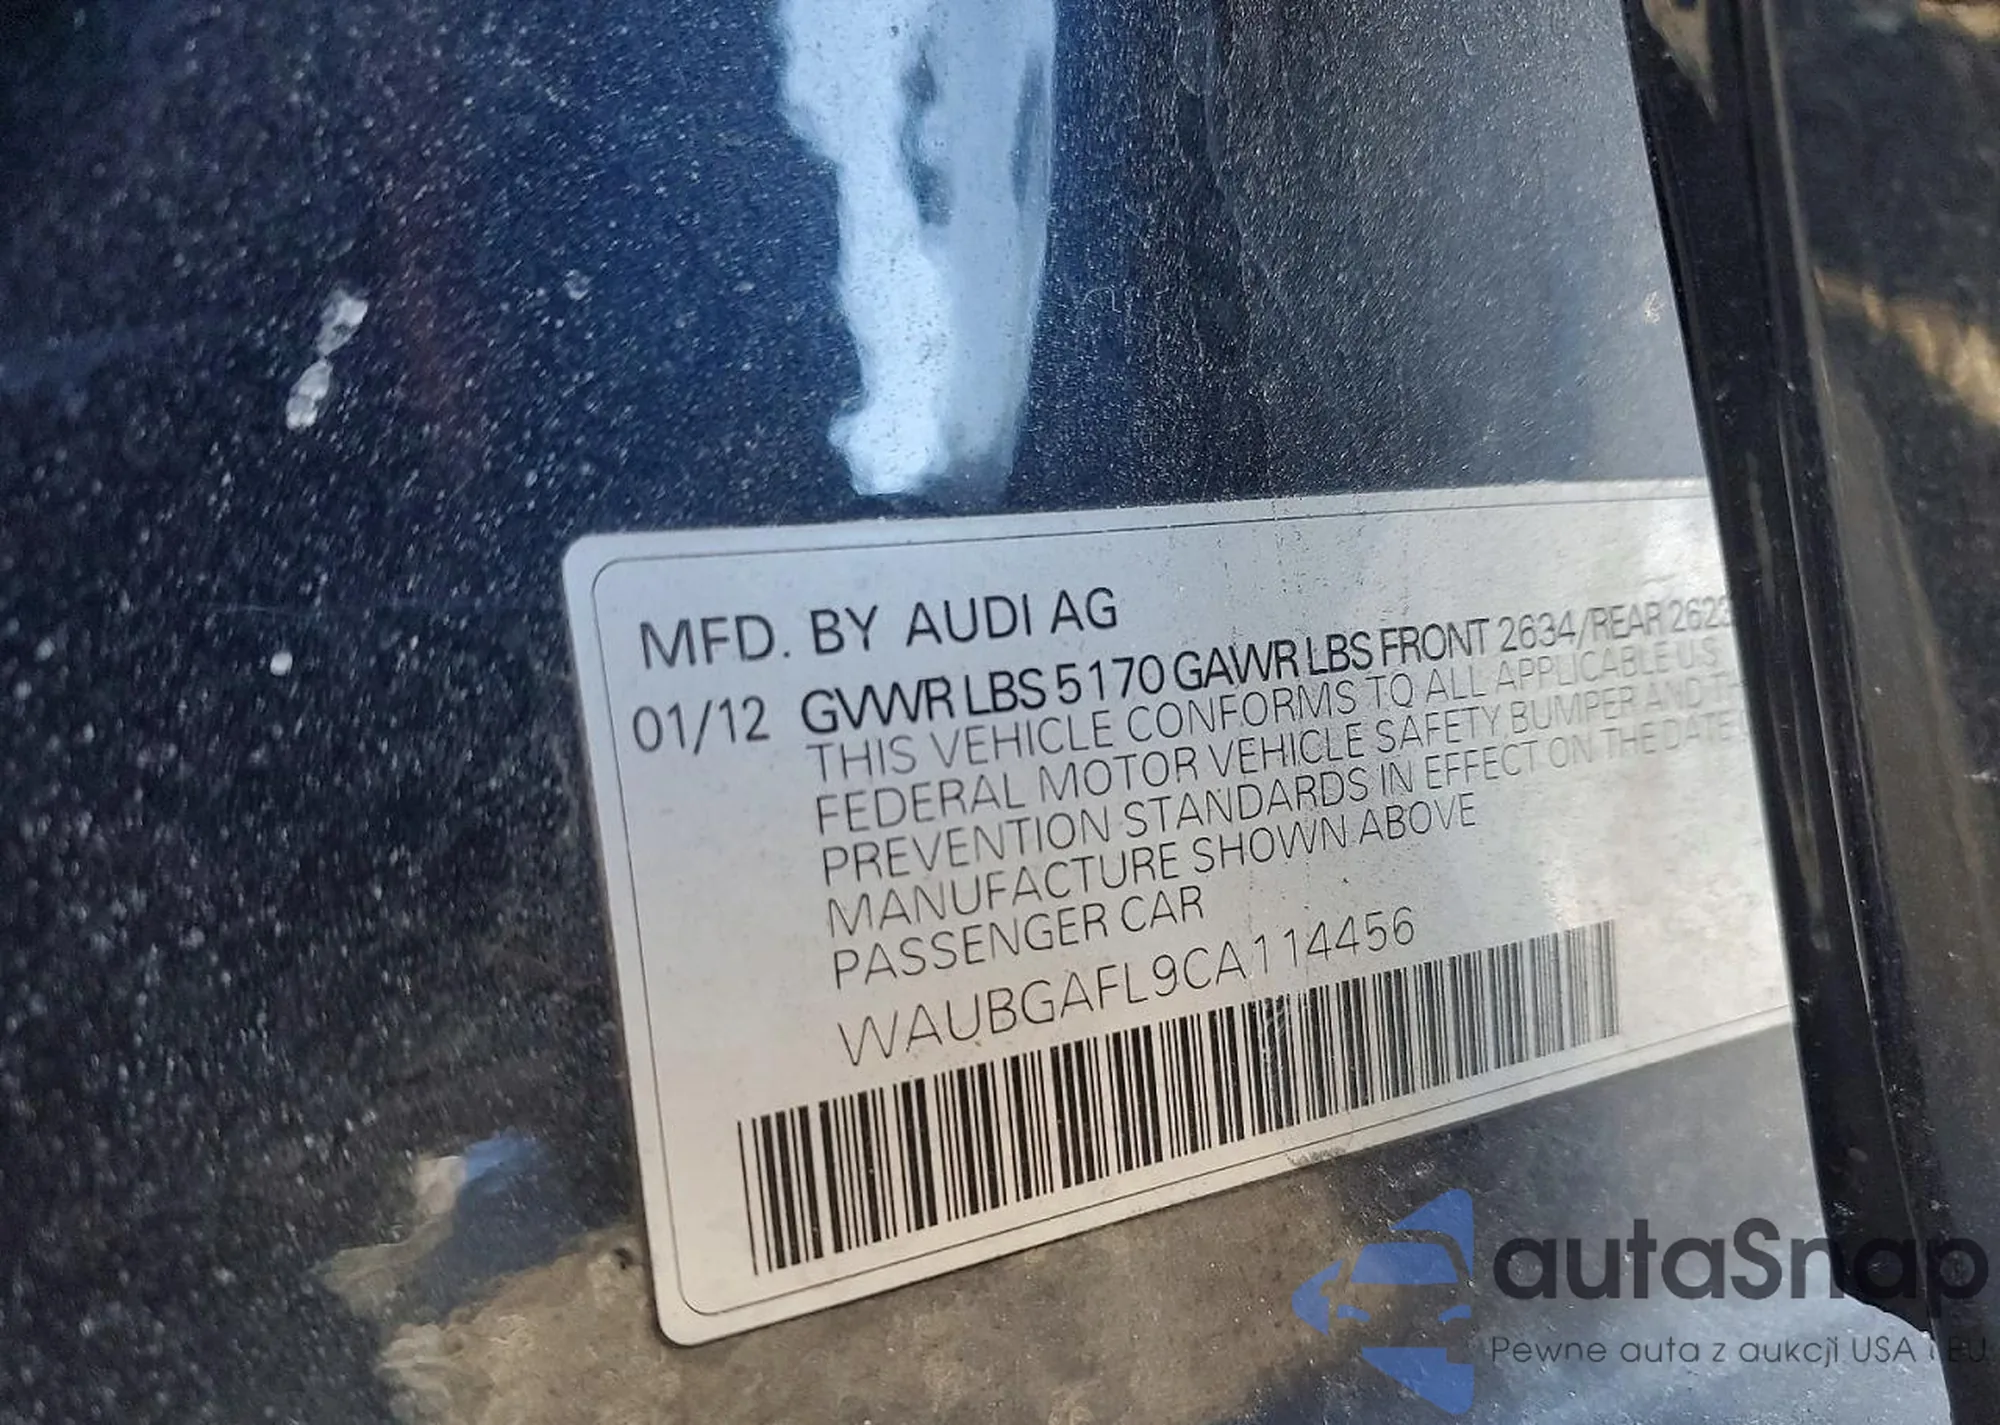 MFD. BY AUDI AG
01/12 GVWR LBS 5170 GAWR LBS FRONT 2634/REAR 2623
THIS VEHICLE CONFORMS TO ALL APPLICABLE U.S.
FEDERAL MOTOR VEHICLE SAFETY, BUMPER AND
PREVENTION STANDARDS IN EFFECT ON THE DATE
MANUFACTURE SHOWN ABOVE
PASSENGER CAR
WAUBGAFL9CA114456
autaSnap
Pewne auta z aukcji USA i EU